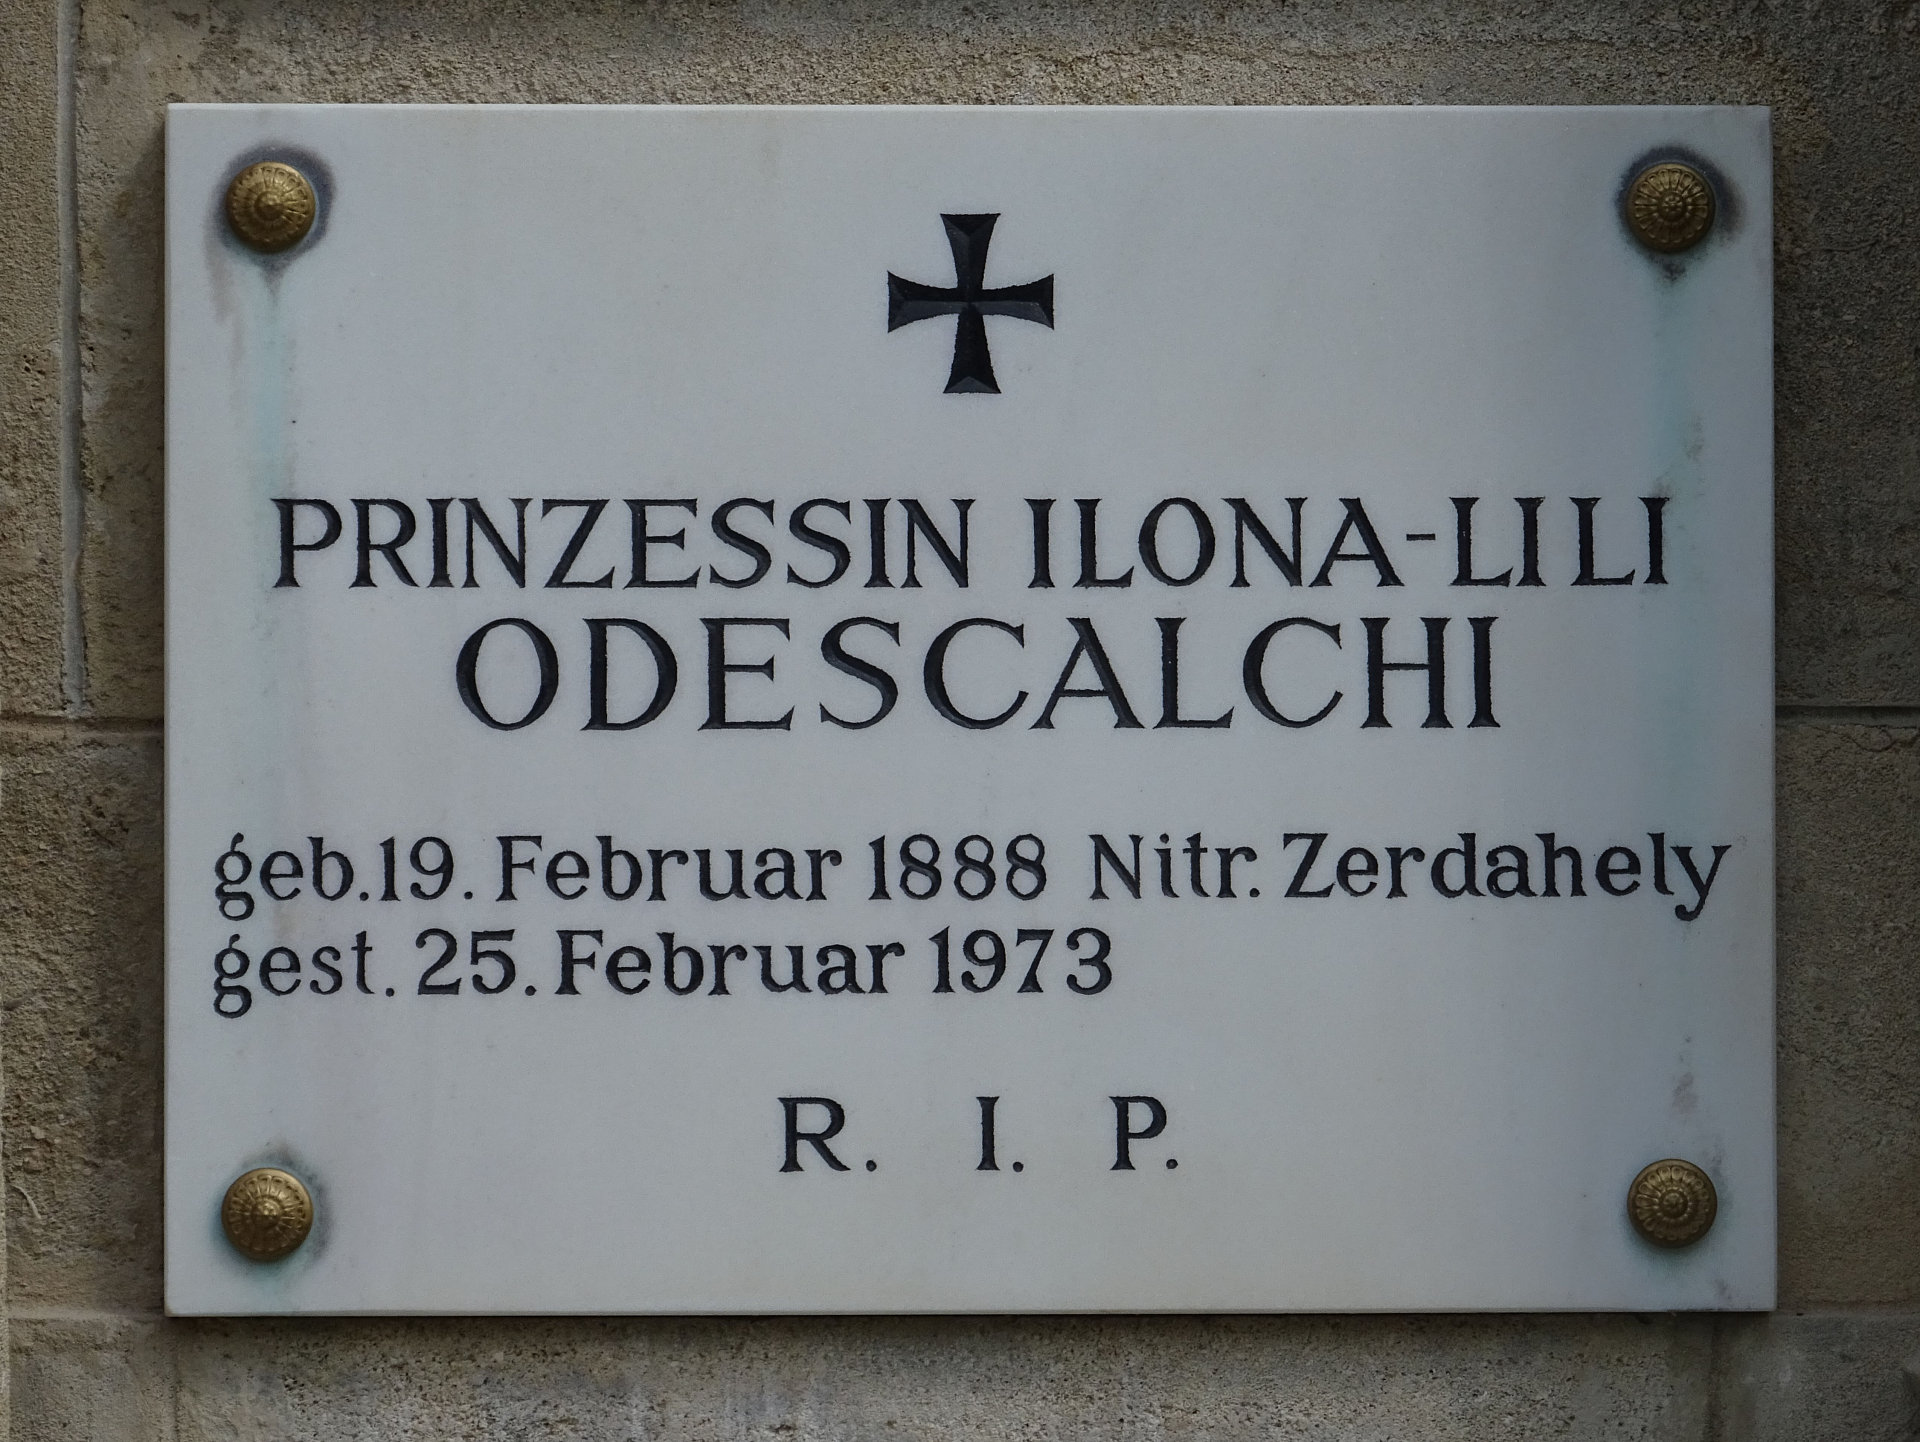 PRINZESSIN ILONA-LILI
ODESCALCHI
geb.19. Februar 1888 Nitr. Zerdahely
gest. 25. Februar 1973
R. I. P.